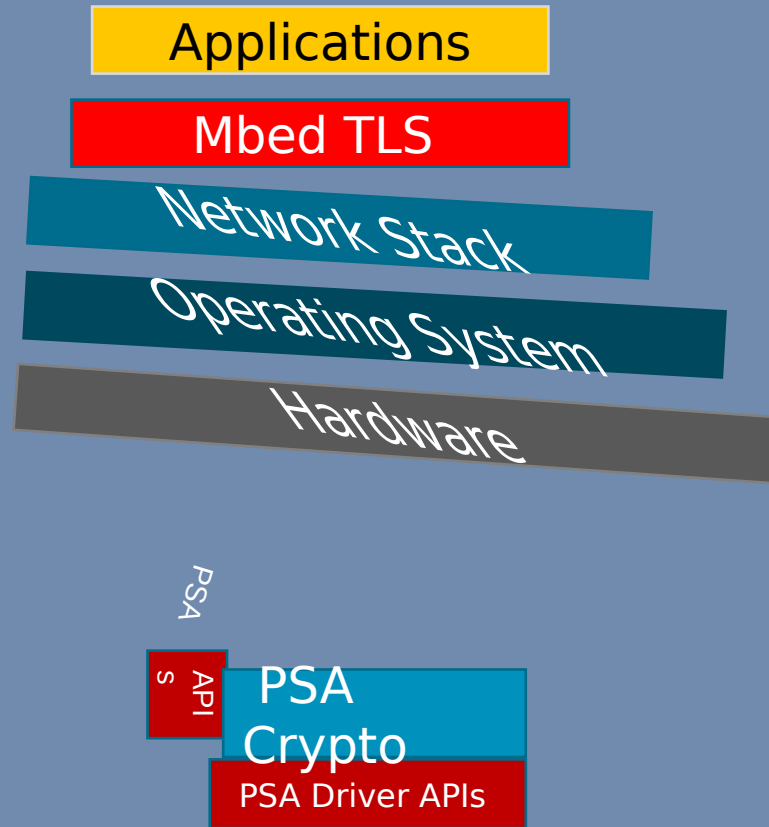 Applications
Mbed TLS
Network Stack
Operating System
Hardware
PSA
API
s
PSA
Crypto
PSA Driver APIs